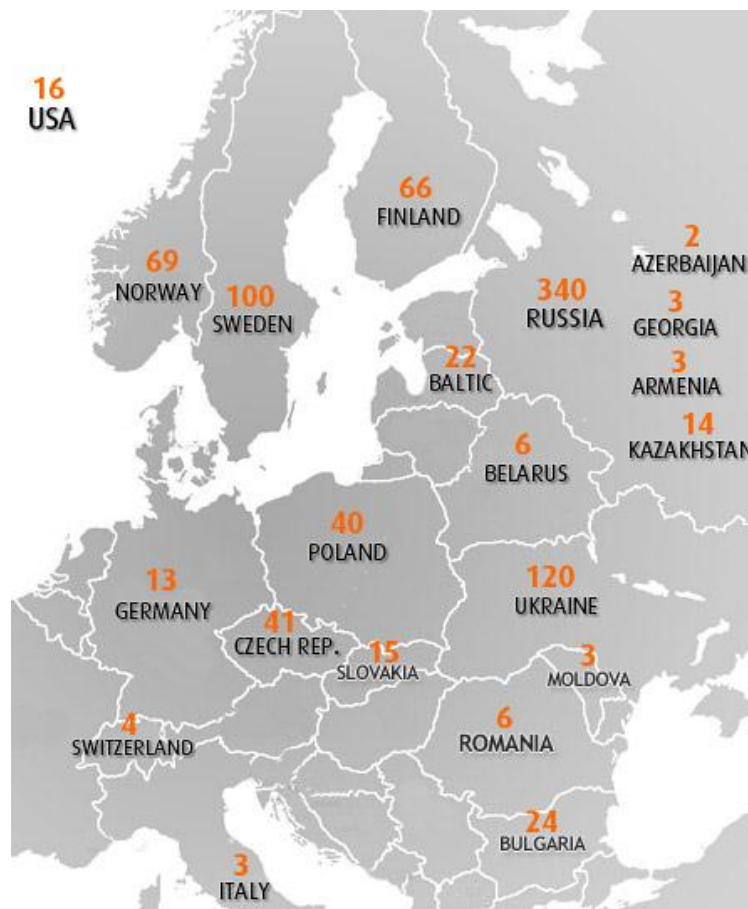 16
USA
66
FINLAND
2
AZERBAIJAN
69
NORWAY
100
SWEDEN
340
RUSSIA
3
GEORGIA
22
BALTIC
3
ARMENIA
14
KAZAKHSTAN
6
BELARUS
40
POLAND
13
GERMANY
120
UKRAINE
41
CZECH REP.
15
SLOVAKIA
3
MOLDOVA
4
SWITZERLAND
6
ROMANIA
24
BULGARIA
3
ITALY